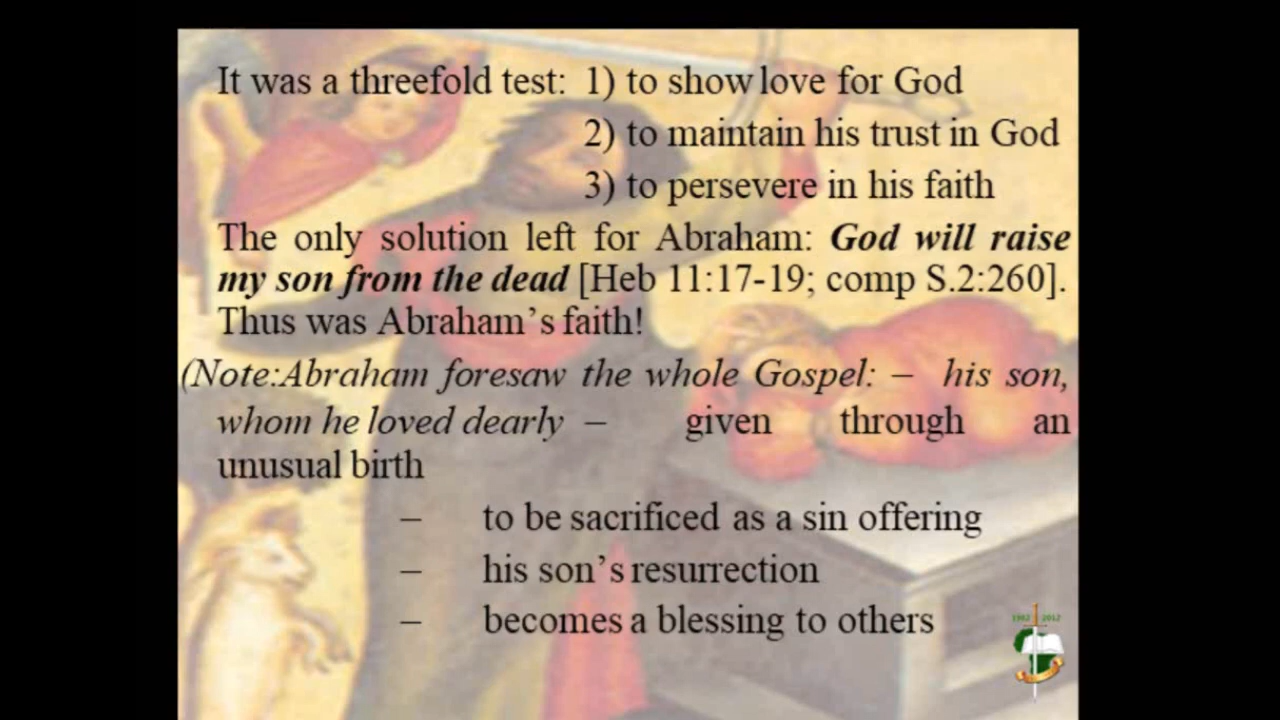 It was a threefold test: 1) to show love for God
2) to maintain his trust in God
3) to persevere in his faith
The only solution left for Abraham: God will raise
my son from the dead [Heb 11:17-19; comp S.2:260].
Thus was Abraham’s faith!
(Note:Abraham foresaw the whole Gospel: – his son,
whom he loved dearly – given through an
unusual birth
– to be sacrificed as a sin offering
– his son’s resurrection
– becomes a blessing to others